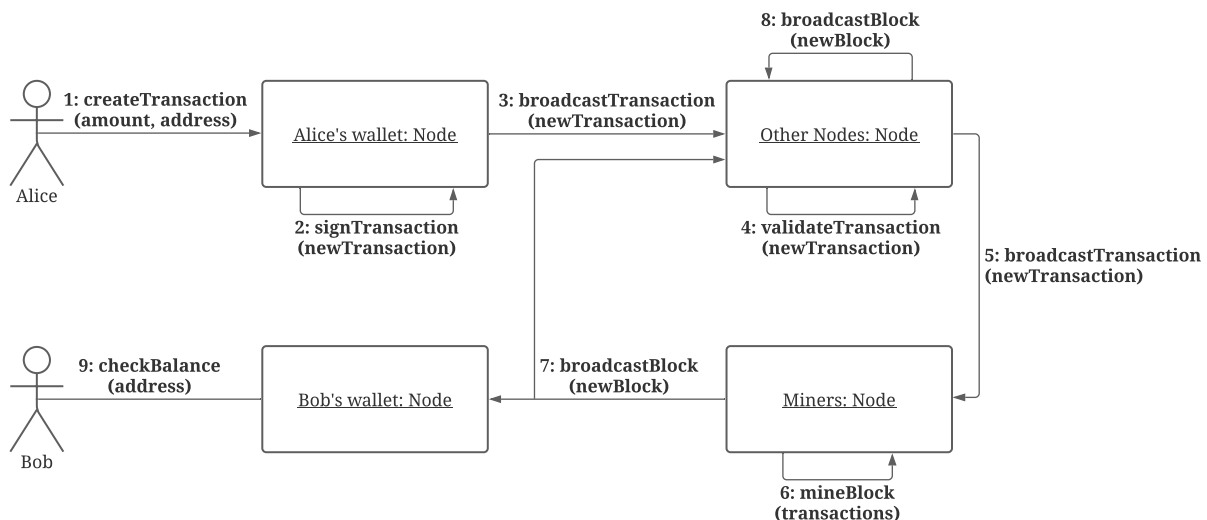 8: broadcastBlock
(newBlock)
1: createTransaction
(amount, address)
3: broadcastTransaction
(newTransaction)
Alice's wallet: Node
Other Nodes: Node
Alice
2: signTransaction
(newTransaction)
4: validateTransaction
(newTransaction)
5: broadcastTransaction
(newTransaction)
9: checkBalance
(address)
7: broadcastBlock
(newBlock)
Bob's wallet: Node
Miners: Node
Bob
6: mineBlock
(transactions)